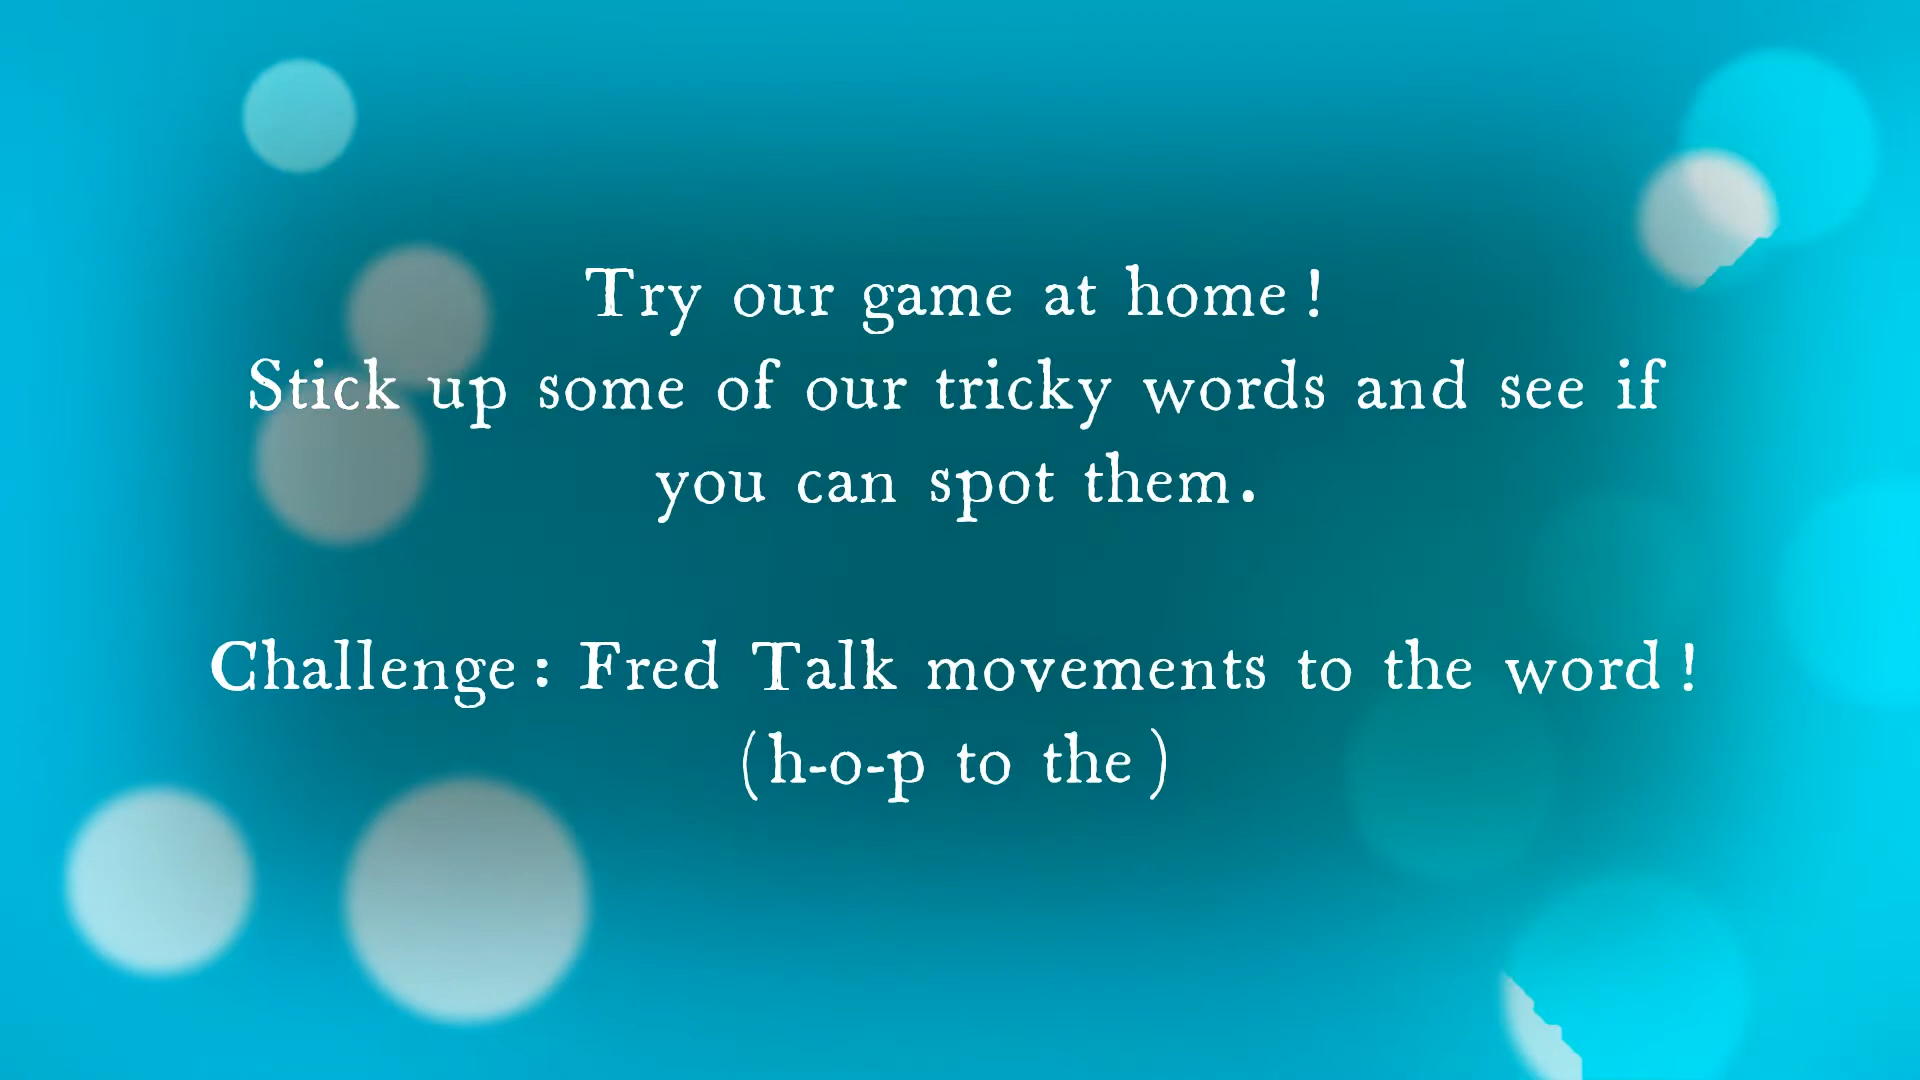 Try our game at home!
Stick up some of our tricky words and see if
you can spot them.
Challenge: Fred Talk movements to the word!
(h-o-p to the)